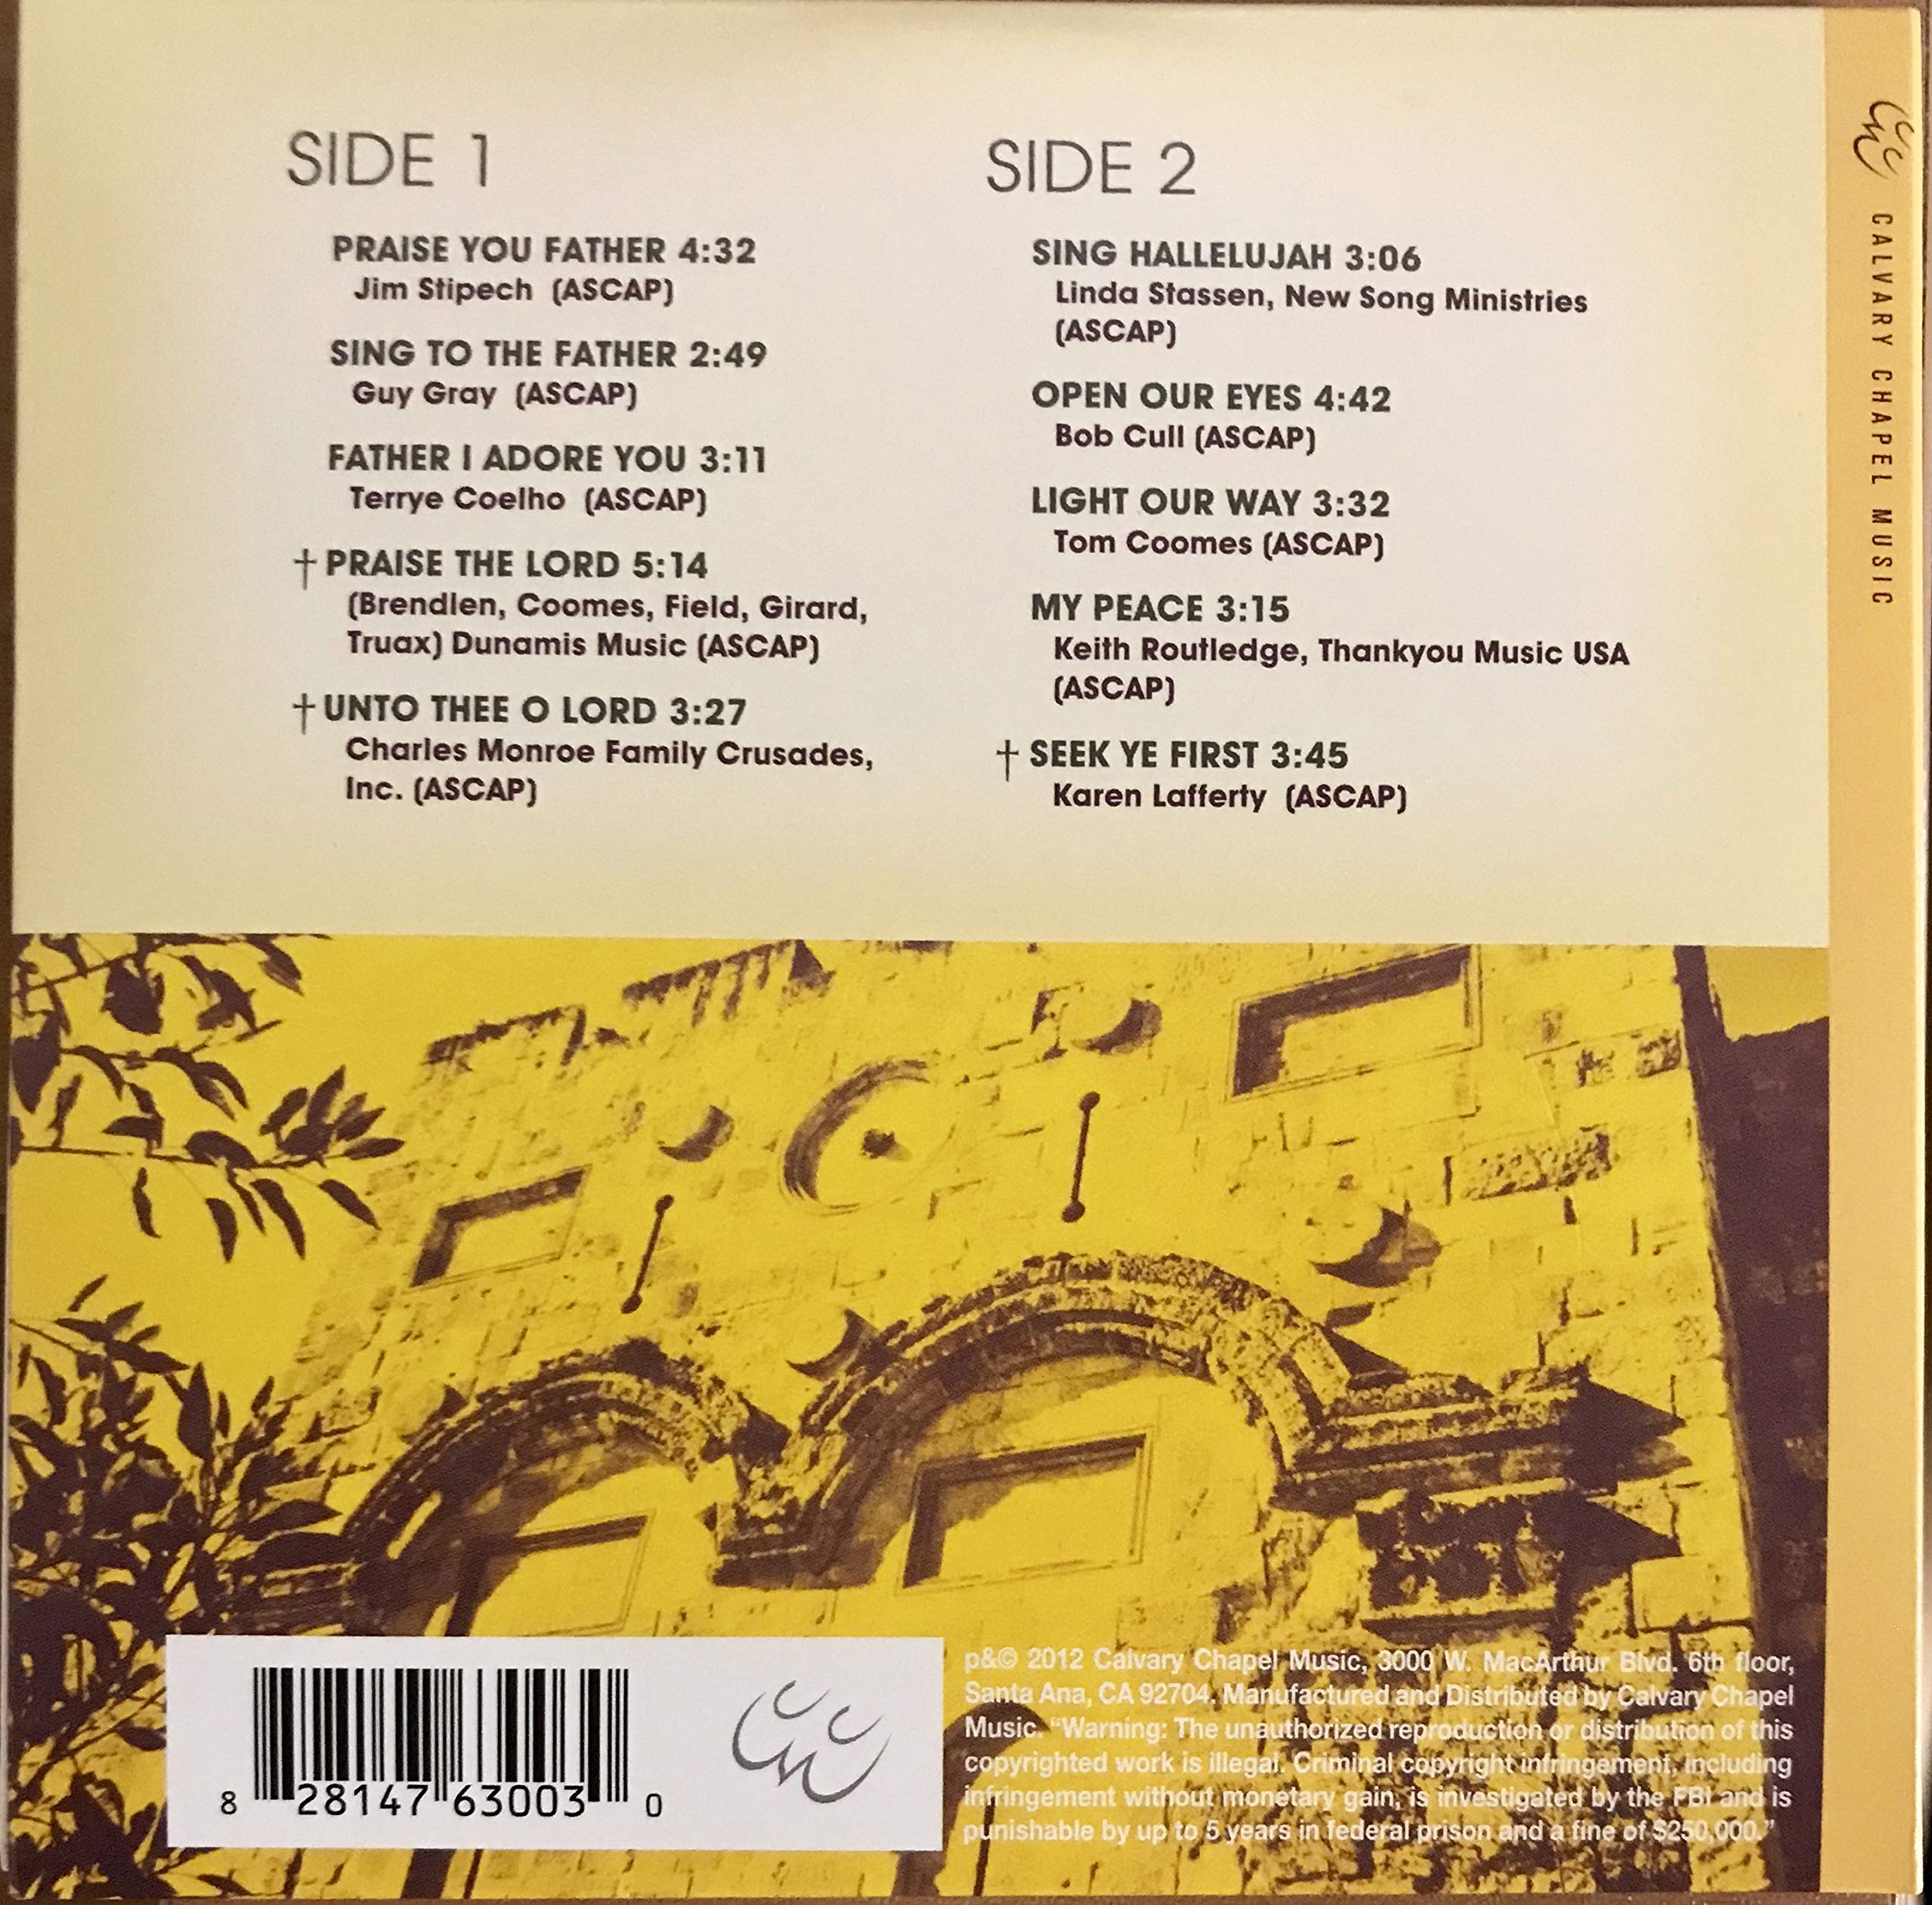 SIDE 1
PRAISE YOU FATHER 4:32
Jim Stipech (ASCAP)
SING TO THE FATHER 2:49
Guy Gray (ASCAP)
FATHER I ADORE YOU 3:11
Terrye Coelho (ASCAP)
†PRAISE THE LORD 5:14
(Brendlen, Coomes, Field, Girard,
Truax) Dunamis Music (ASCAP)
†UNTO THEE O LORD 3:27
Charles Monroe Family Crusades,
Inc. (ASCAP)
SIDE 2
SING HALLELUJAH 3:06
Linda Stassen, New Song Ministries
(ASCAP)
OPEN OUR EYES 4:42
Bob Cull (ASCAP)
LIGHT OUR WAY 3:32
Tom Coomes (ASCAP)
MY PEACE 3:15
Keith Routledge, Thankyou Music USA
(ASCAP)
† SEEK YE FIRST 3:45
Karen Lafferty (ASCAP)
CALVARY CHAPEL MUSIC
8 28147 63003 0
p&© 2012 Calvary Chapel Music, 3000 W. MacArthur Blvd. 6th floor,
Santa Ana, CA 92704. Manufactured and Distributed by Calvary Chapel
Music. “Warning: The unauthorized reproduction or distribution of this
copyrighted work is illegal. Criminal copyright infringement, including
infringement without monetary gain, is investigated by the FBI and is
punishable by up to 5 years in federal prison and a fine of $250,000.”